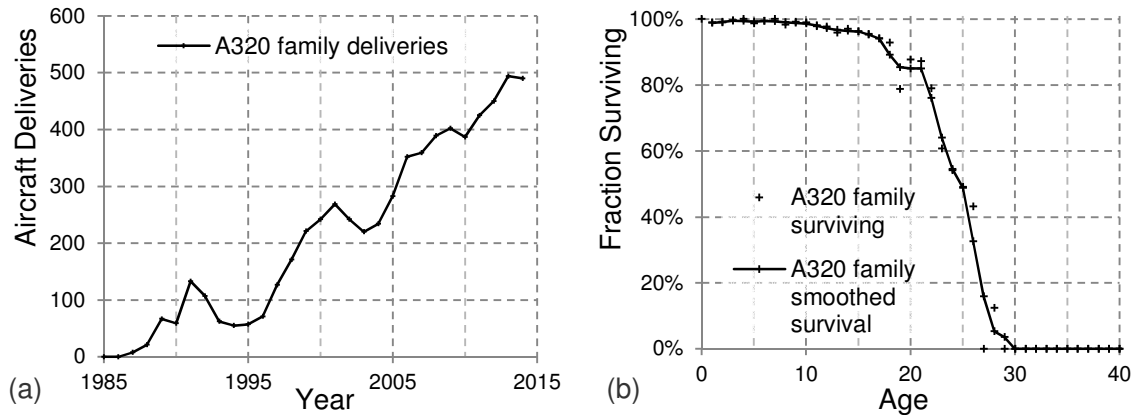 600
500
400
300
200
100
0
Aircraft Deliveries
A320 family deliveries
1985
1995
2005
2015
Year
(a)
100%
80%
60%
40%
20%
0%
Fraction Surviving
A320 family
surviving
A320 family
smoothed
survival
0
10
20
30
40
Age
(b)